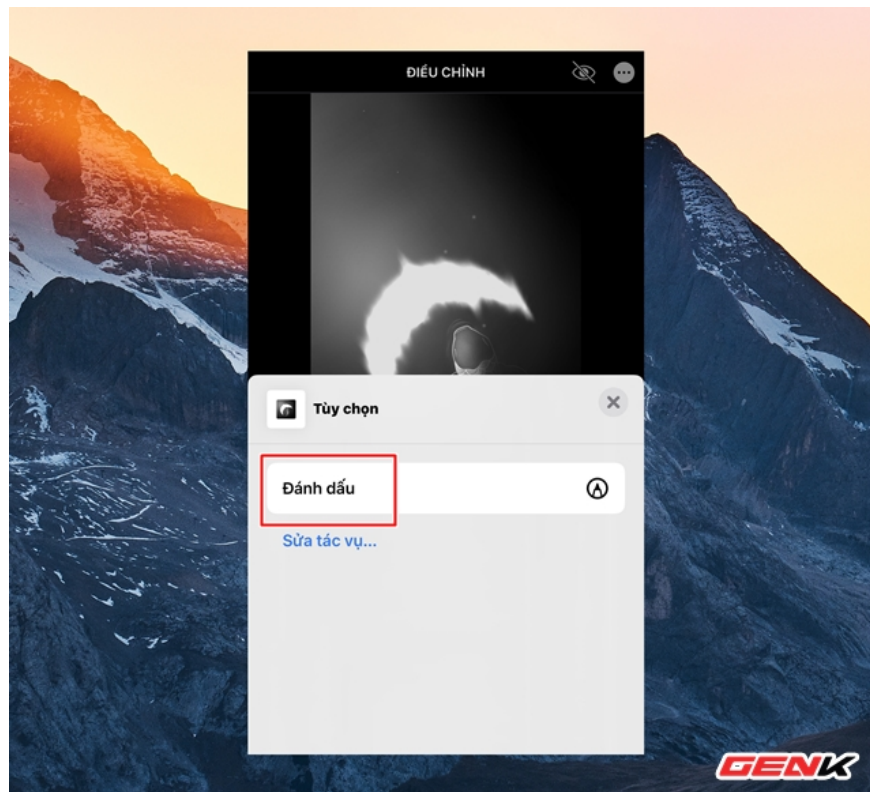 ĐIỀU CHỈNH
Tùy chọn
Đánh dấu
Sửa tác vụ...
GENK